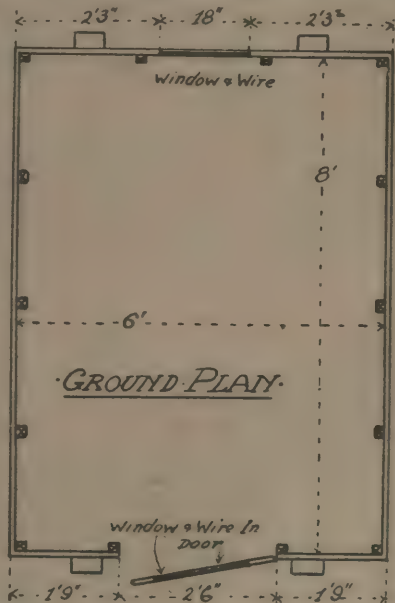 2'3" 18" 2'3"
Window & Wire
8'
6'
·GROUND·PLAN·
Window & Wire In
DOOR
1'9" 2'6" 1'9"